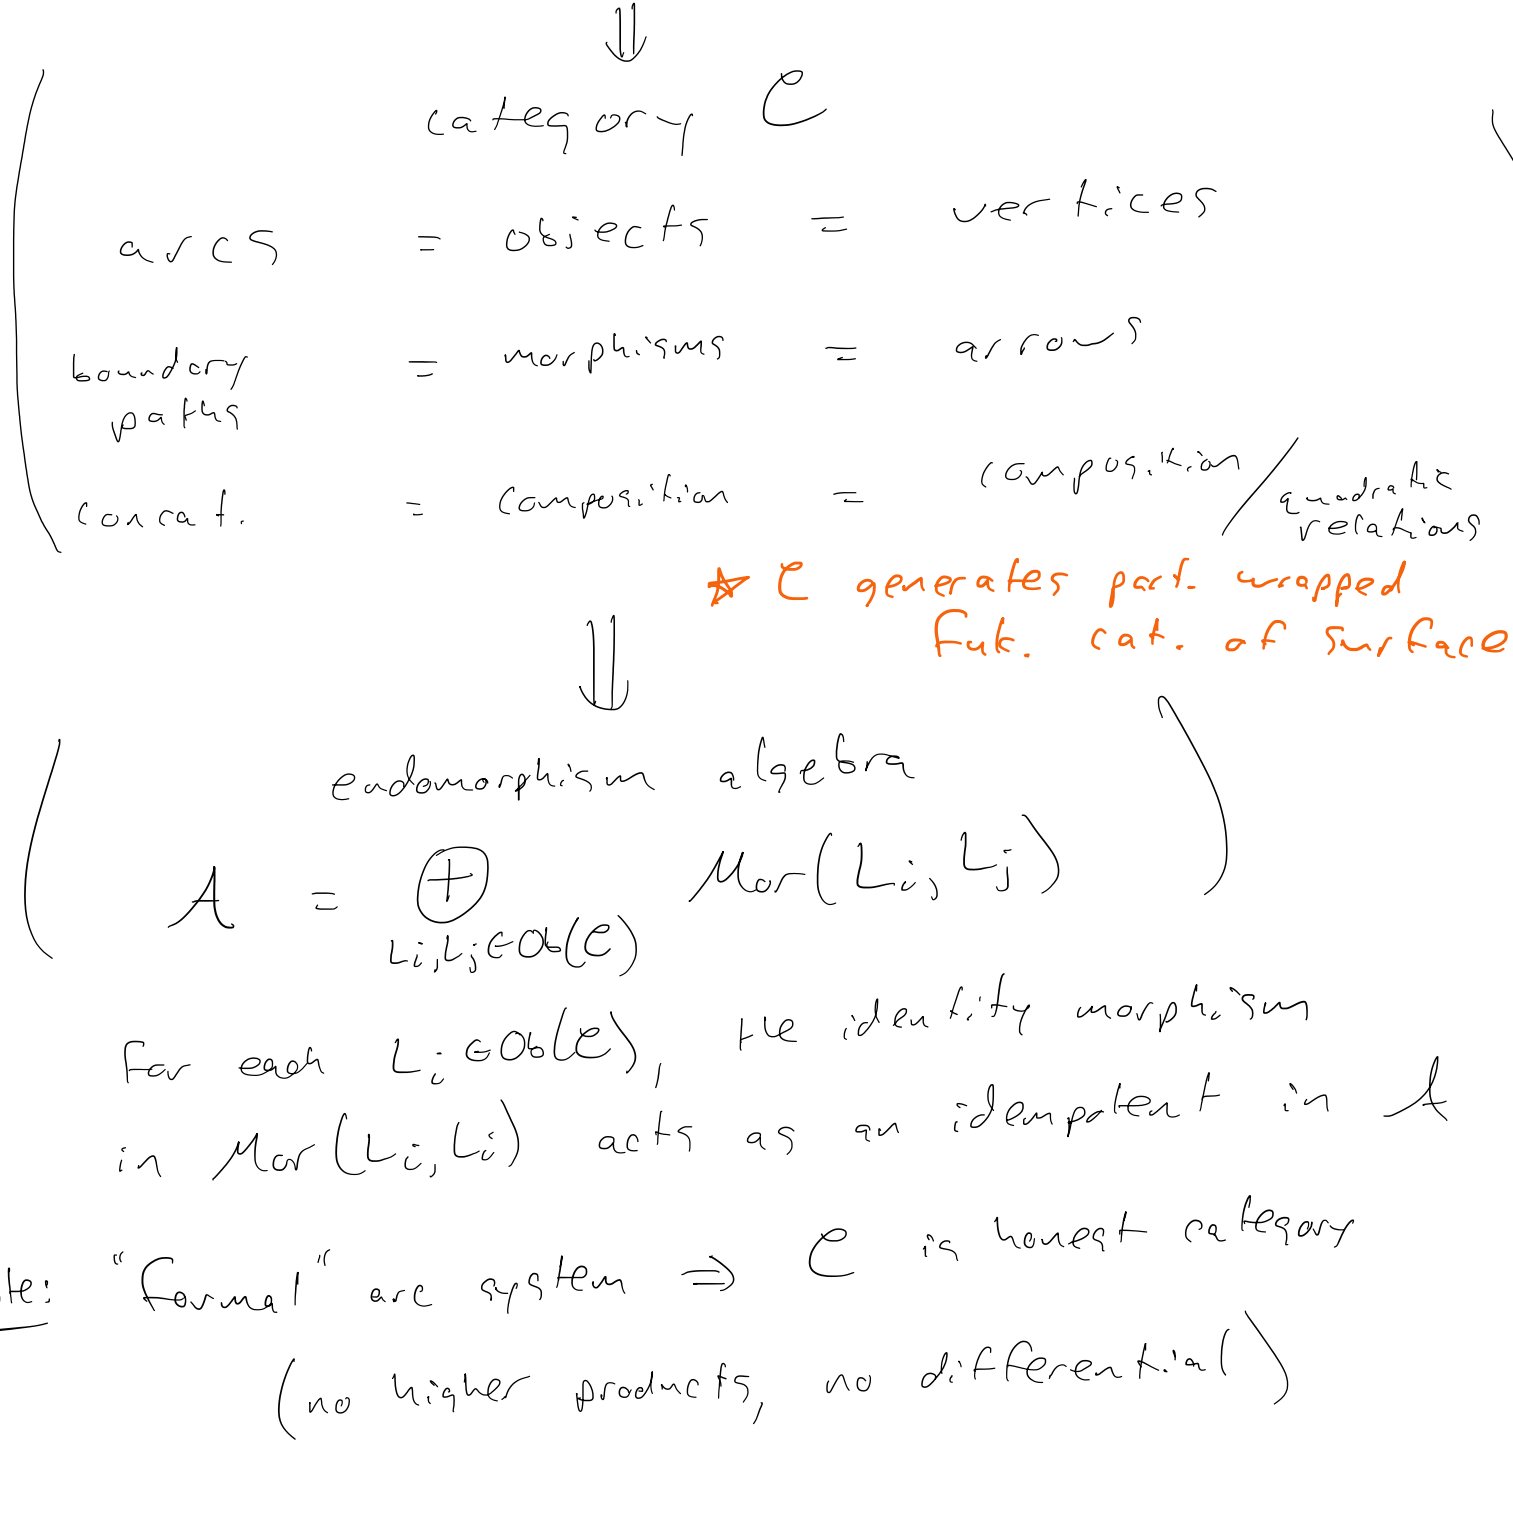 ⇓
category C
arcs = objects = vertices
boundary paths = morphisms = arrows
concat. = composition = composition / quadratic relations
☆ C generates part. wrapped
Fuk. cat. of surface
⇓
endomorphism algebra
A = ⊕ Mor(Li, Lj)
Li, Lj ∈ Ob(C)
For each Li ∈ Ob(C), the identity morphism
in Mor(Li, Li) acts as an idempotent in A
te: "formal" arc system ⇒ C is honest category
(no higher products, no differential)